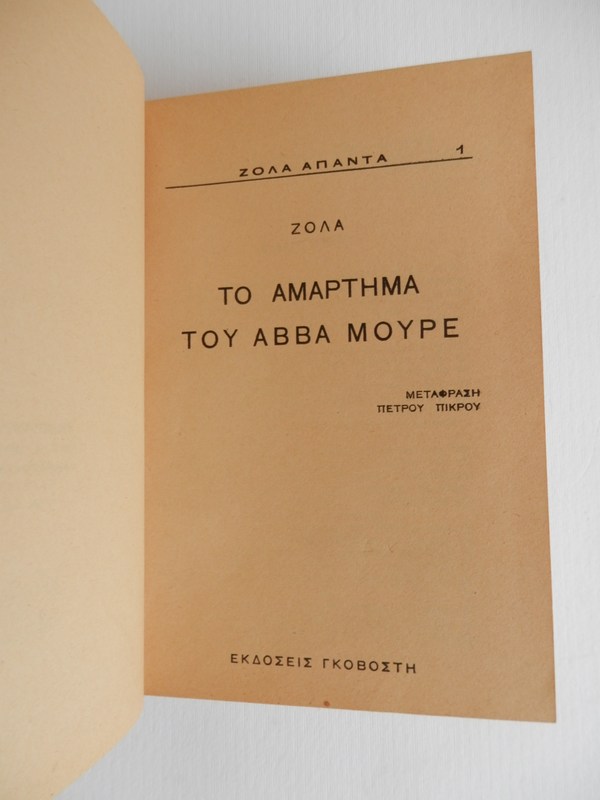 ΖΟΛΑ ΑΠΑΝΤΑ 1
ΖΟΛΑ
ΤΟ ΑΜΑΡΤΗΜΑ
ΤΟΥ ΑΒΒΑ ΜΟΥΡΕ
ΜΕΤΑΦΡΑΣΗ
ΠΕΤΡΟΥ ΠΙΚΡΟΥ
ΕΚΔΟΣΕΙΣ ΓΚΟΒΟΣΤΗ